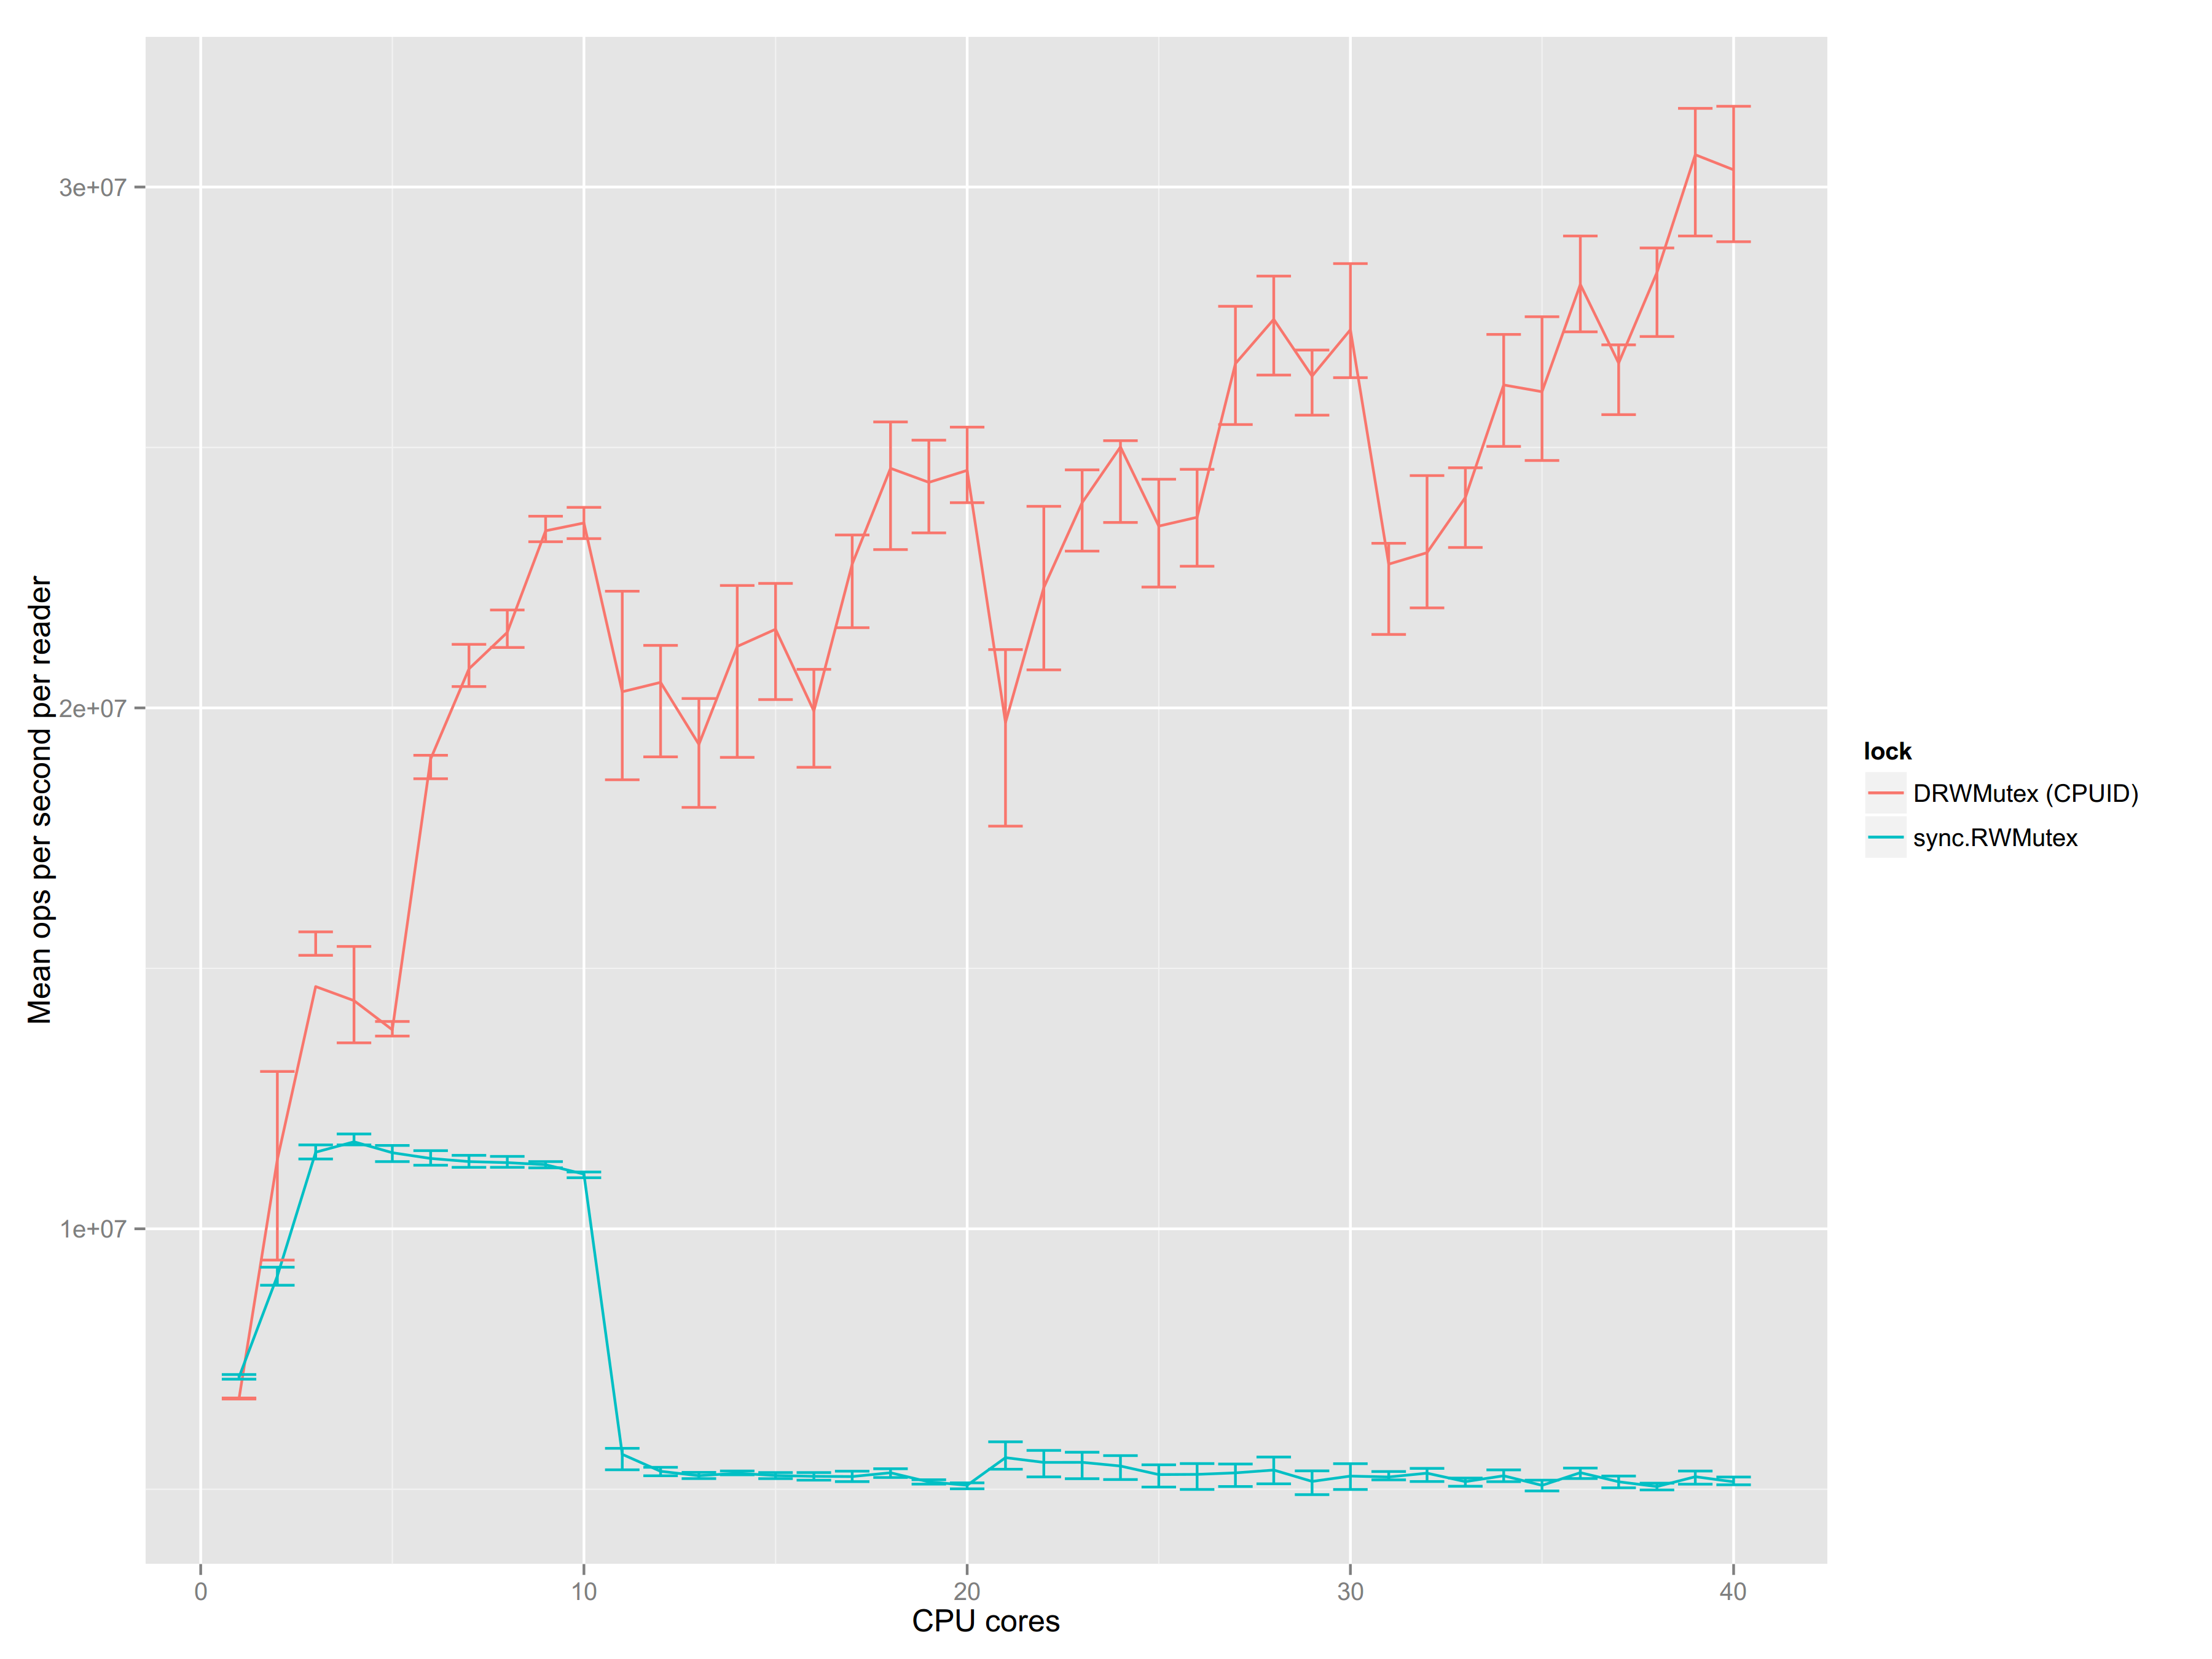 Mean ops per second per reader
3e+07
2e+07
1e+07
0 10 20 30 40
CPU cores
lock
DRWMutex (CPUID)
sync.RWMutex